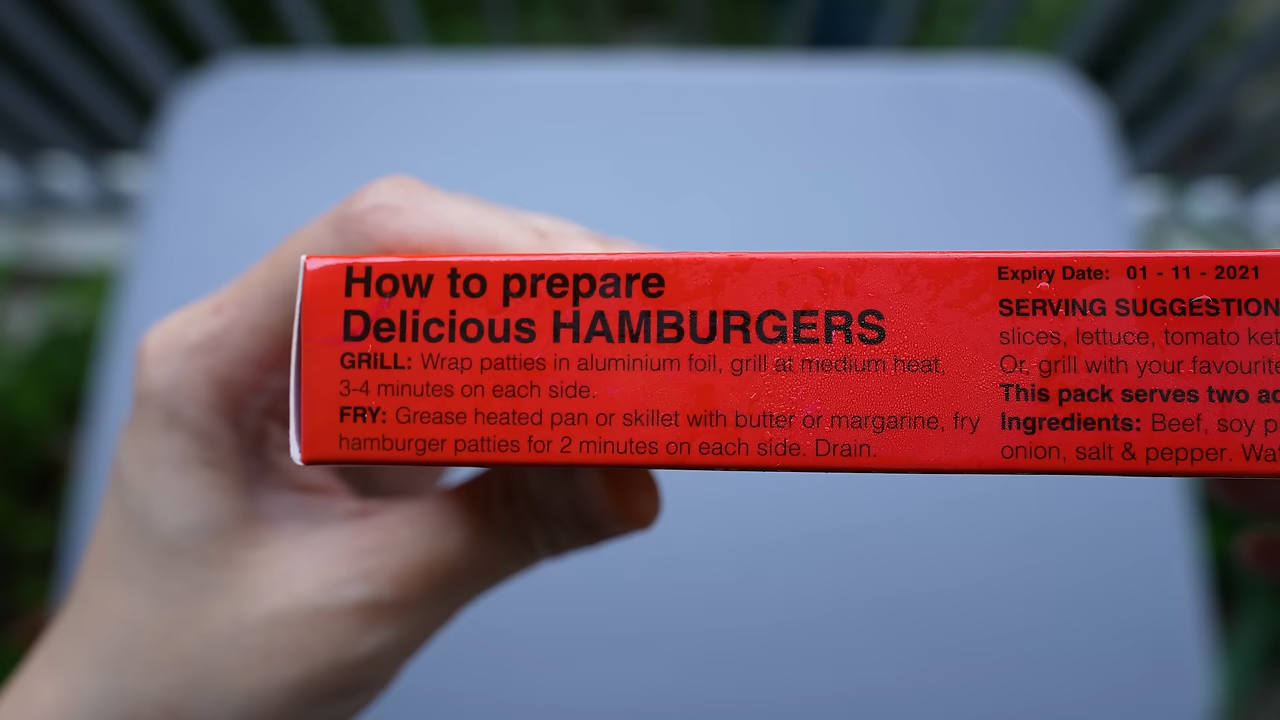 How to prepare
Delicious HAMBURGERS
GRILL: Wrap patties in aluminium foil, grill at medium heat,
3-4 minutes on each side.
FRY: Grease heated pan or skillet with butter or margarine, fry
hamburger patties for 2 minutes on each side. Drain.
Expiry Date: 01 - 11 - 2021
SERVING SUGGESTION
slices, lettuce, tomato
Or, grill with your favourite
This pack serves two
Ingredients: Beef, soy
onion, salt & pepper.